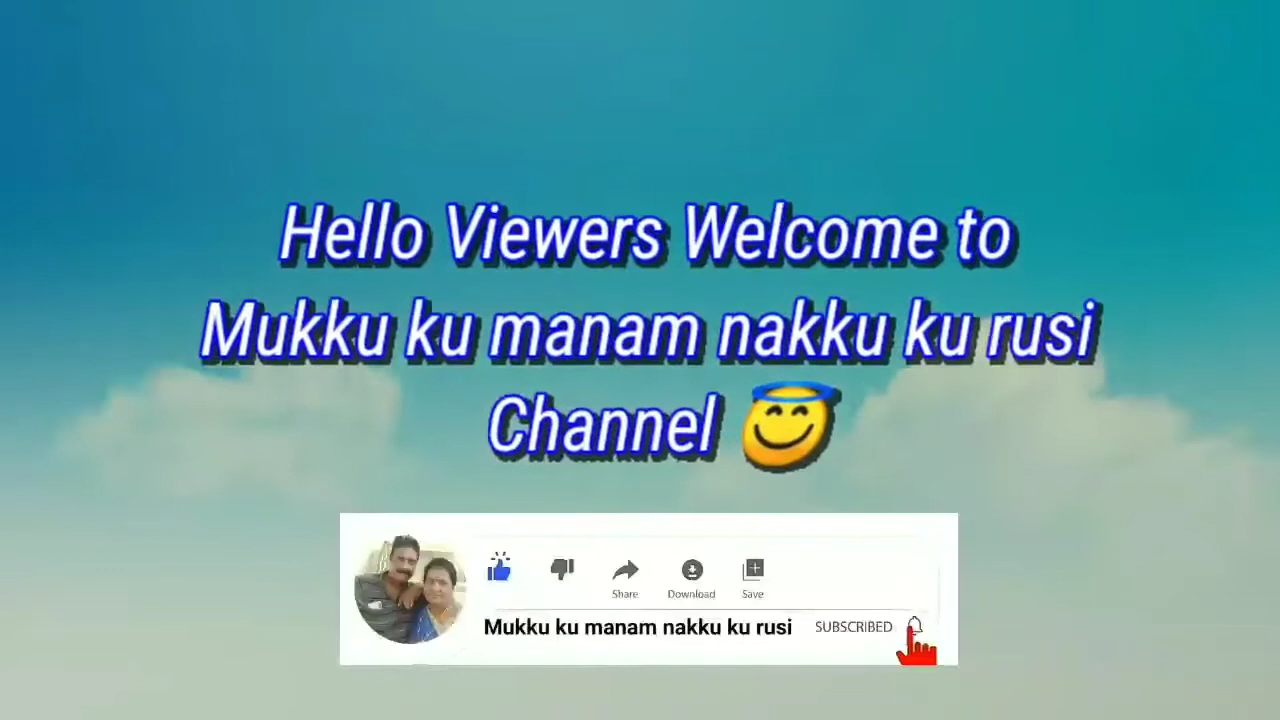 Hello Viewers Welcome to
Mukku ku manam nakku ku rusi
Channel 😇
Share Download Save
Mukku ku manam nakku ku rusi SUBSCRIBED